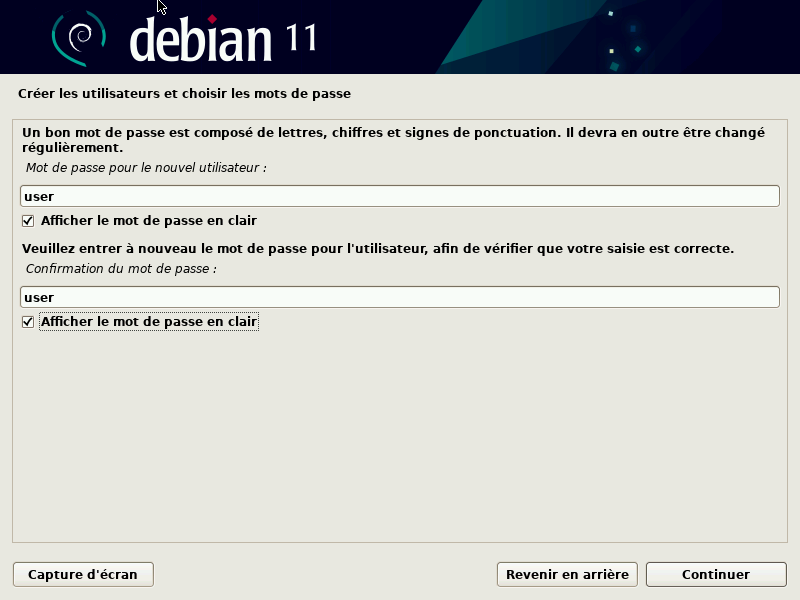 debian 11
Créer les utilisateurs et choisir les mots de passe
Un bon mot de passe est composé de lettres, chiffres et signes de ponctuation. Il devra en outre être changé
régulièrement.
Mot de passe pour le nouvel utilisateur :
user
Afficher le mot de passe en clair
Veuillez entrer à nouveau le mot de passe pour l'utilisateur, afin de vérifier que votre saisie est correcte.
Confirmation du mot de passe :
user
Afficher le mot de passe en clair
Capture d'écran
Revenir en arrière
Continuer